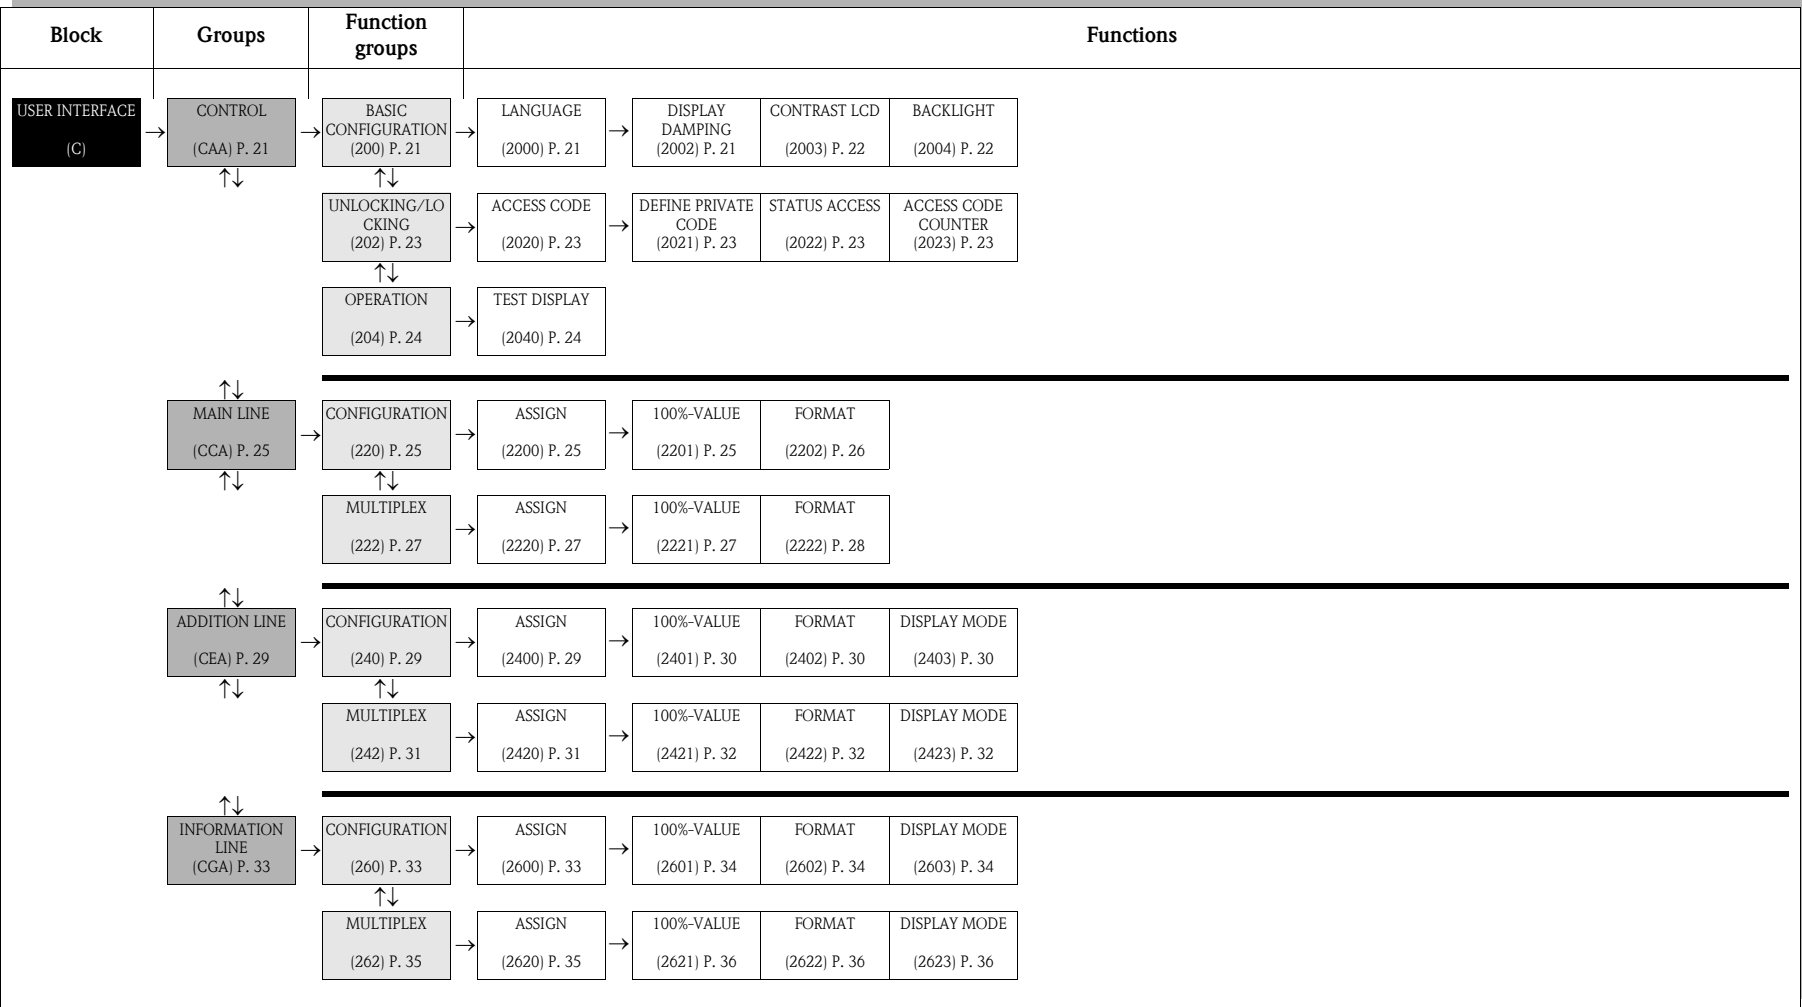 Block
Groups
Function
groups
Functions
USER INTERFACE
(C)
→
CONTROL
(CAA) P. 21
→
BASIC
CONFIGURATION
(200) P. 21
→
LANGUAGE
(2000) P. 21
→
DISPLAY
DAMPING
(2002) P. 21
CONTRAST LCD
(2003) P. 22
BACKLIGHT
(2004) P. 22
↑↓
↑↓
UNLOCKING/LO
CKING
(202) P. 23
→
ACCESS CODE
(2020) P. 23
→
DEFINE PRIVATE
CODE
(2021) P. 23
STATUS ACCESS
(2022) P. 23
ACCESS CODE
COUNTER
(2023) P. 23
↑↓
OPERATION
(204) P. 24
→
TEST DISPLAY
(2040) P. 24
↑↓
MAIN LINE
(CCA) P. 25
→
CONFIGURATION
(220) P. 25
→
ASSIGN
(2200) P. 25
→
100%-VALUE
(2201) P. 25
FORMAT
(2202) P. 26
↑↓
↑↓
MULTIPLEX
(222) P. 27
→
ASSIGN
(2220) P. 27
→
100%-VALUE
(2221) P. 27
FORMAT
(2222) P. 28
↑↓
ADDITION LINE
(CEA) P. 29
→
CONFIGURATION
(240) P. 29
→
ASSIGN
(2400) P. 29
→
100%-VALUE
(2401) P. 30
FORMAT
(2402) P. 30
DISPLAY MODE
(2403) P. 30
↑↓
↑↓
MULTIPLEX
(242) P. 31
→
ASSIGN
(2420) P. 31
→
100%-VALUE
(2421) P. 32
FORMAT
(2422) P. 32
DISPLAY MODE
(2423) P. 32
↑↓
INFORMATION
LINE
(CGA) P. 33
→
CONFIGURATION
(260) P. 33
→
ASSIGN
(2600) P. 33
→
100%-VALUE
(2601) P. 34
FORMAT
(2602) P. 34
DISPLAY MODE
(2603) P. 34
↑↓
MULTIPLEX
(262) P. 35
→
ASSIGN
(2620) P. 35
→
100%-VALUE
(2621) P. 36
FORMAT
(2622) P. 36
DISPLAY MODE
(2623) P. 36